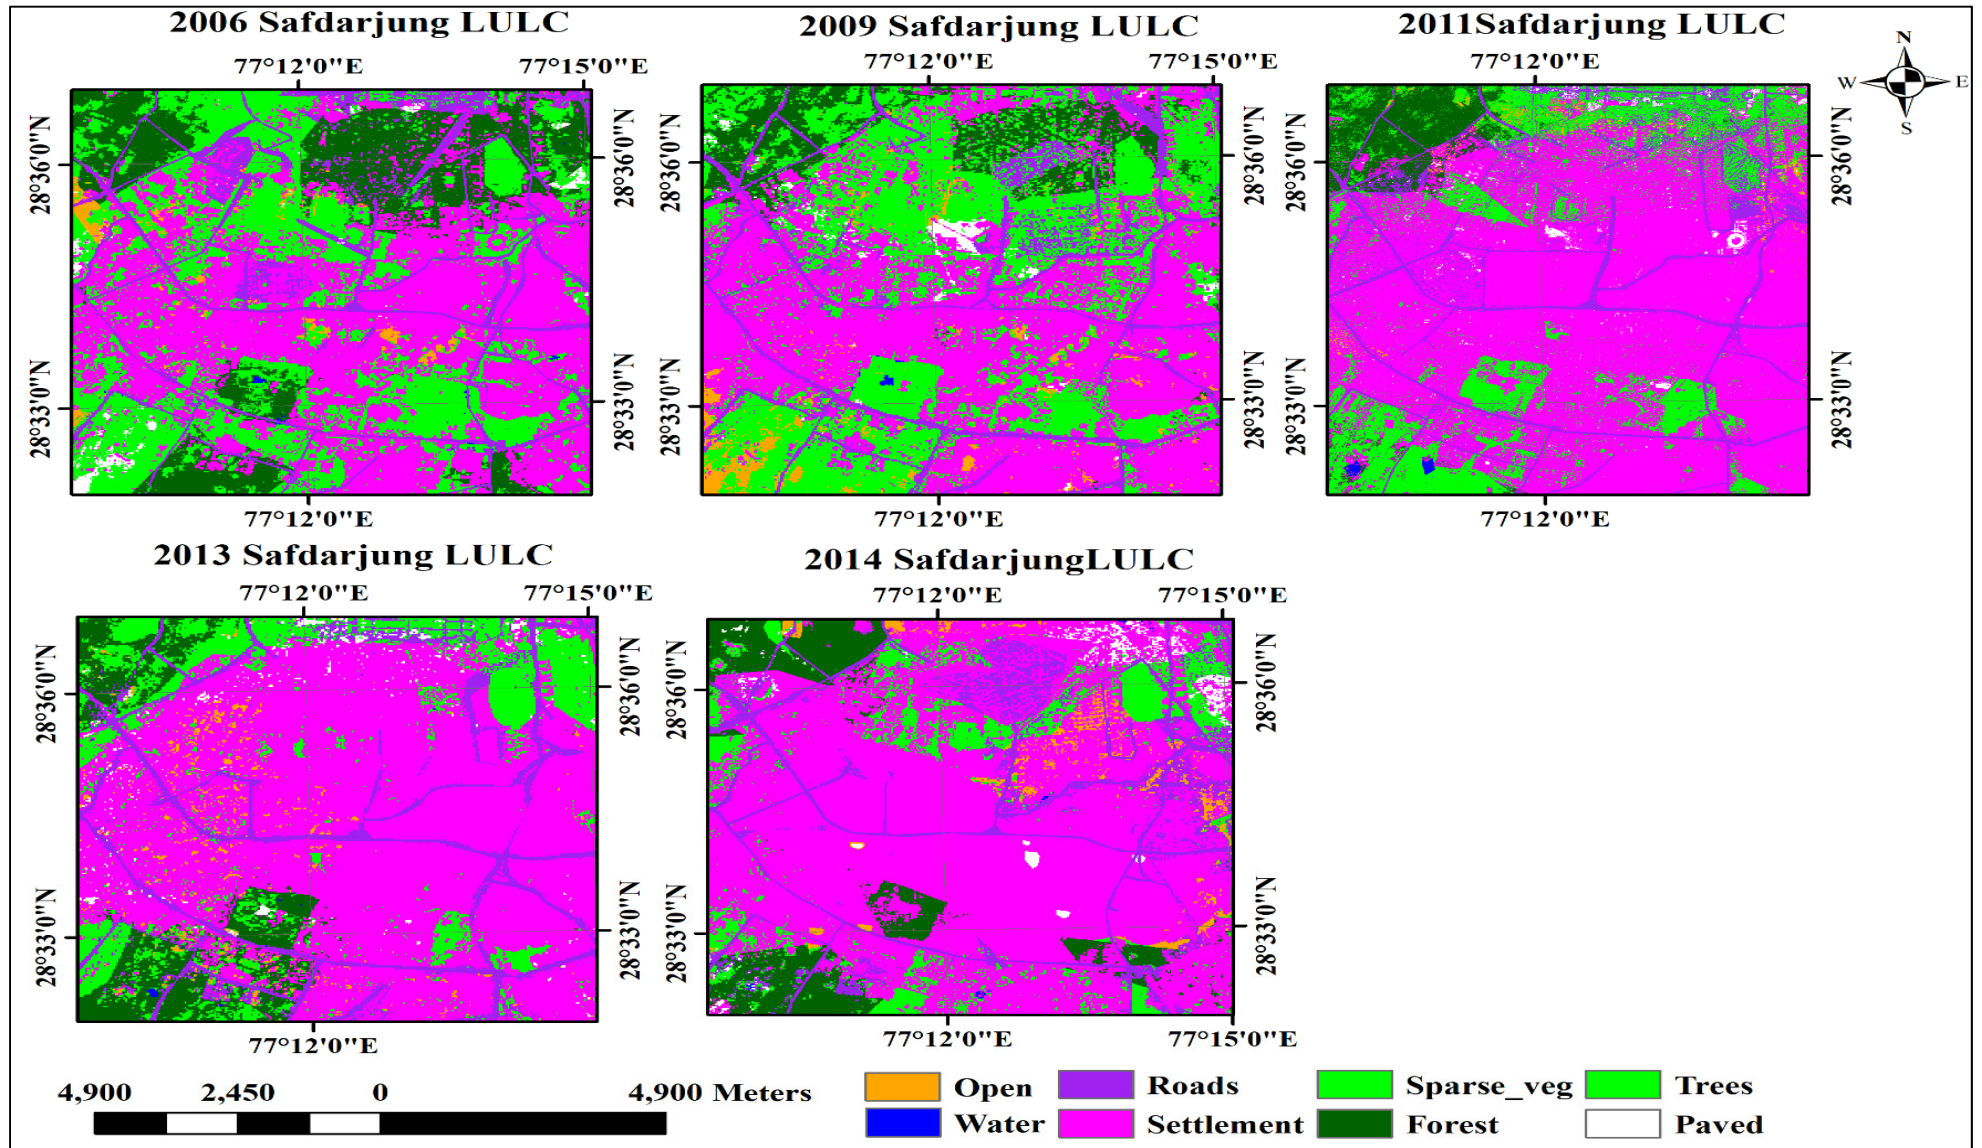 2006 Safdarjung LULC
2009 Safdarjung LULC
2011Safdarjung LULC
N
W
E
S
77°12'0"E
77°15'0"E
77°12'0"E
77°15'0"E
77°12'0"E
28°36'0"N
28°36'0"N
28°36'0"N
28°36'0"N
28°36'0"N
28°36'0"N
28°33'0"N
28°33'0"N
28°33'0"N
28°33'0"N
28°33'0"N
28°33'0"N
77°12'0"E
77°12'0"E
77°12'0"E
2013 Safdarjung LULC
2014 SafdarjungLULC
77°12'0"E
77°15'0"E
77°12'0"E
77°15'0"E
28°36'0"N
28°36'0"N
28°36'0"N
28°36'0"N
28°33'0"N
28°33'0"N
28°33'0"N
28°33'0"N
77°12'0"E
77°12'0"E
77°15'0"E
4,900
2,450
0
4,900 Meters
Open
Roads
Sparse_veg
Trees
Water
Settlement
Forest
Paved